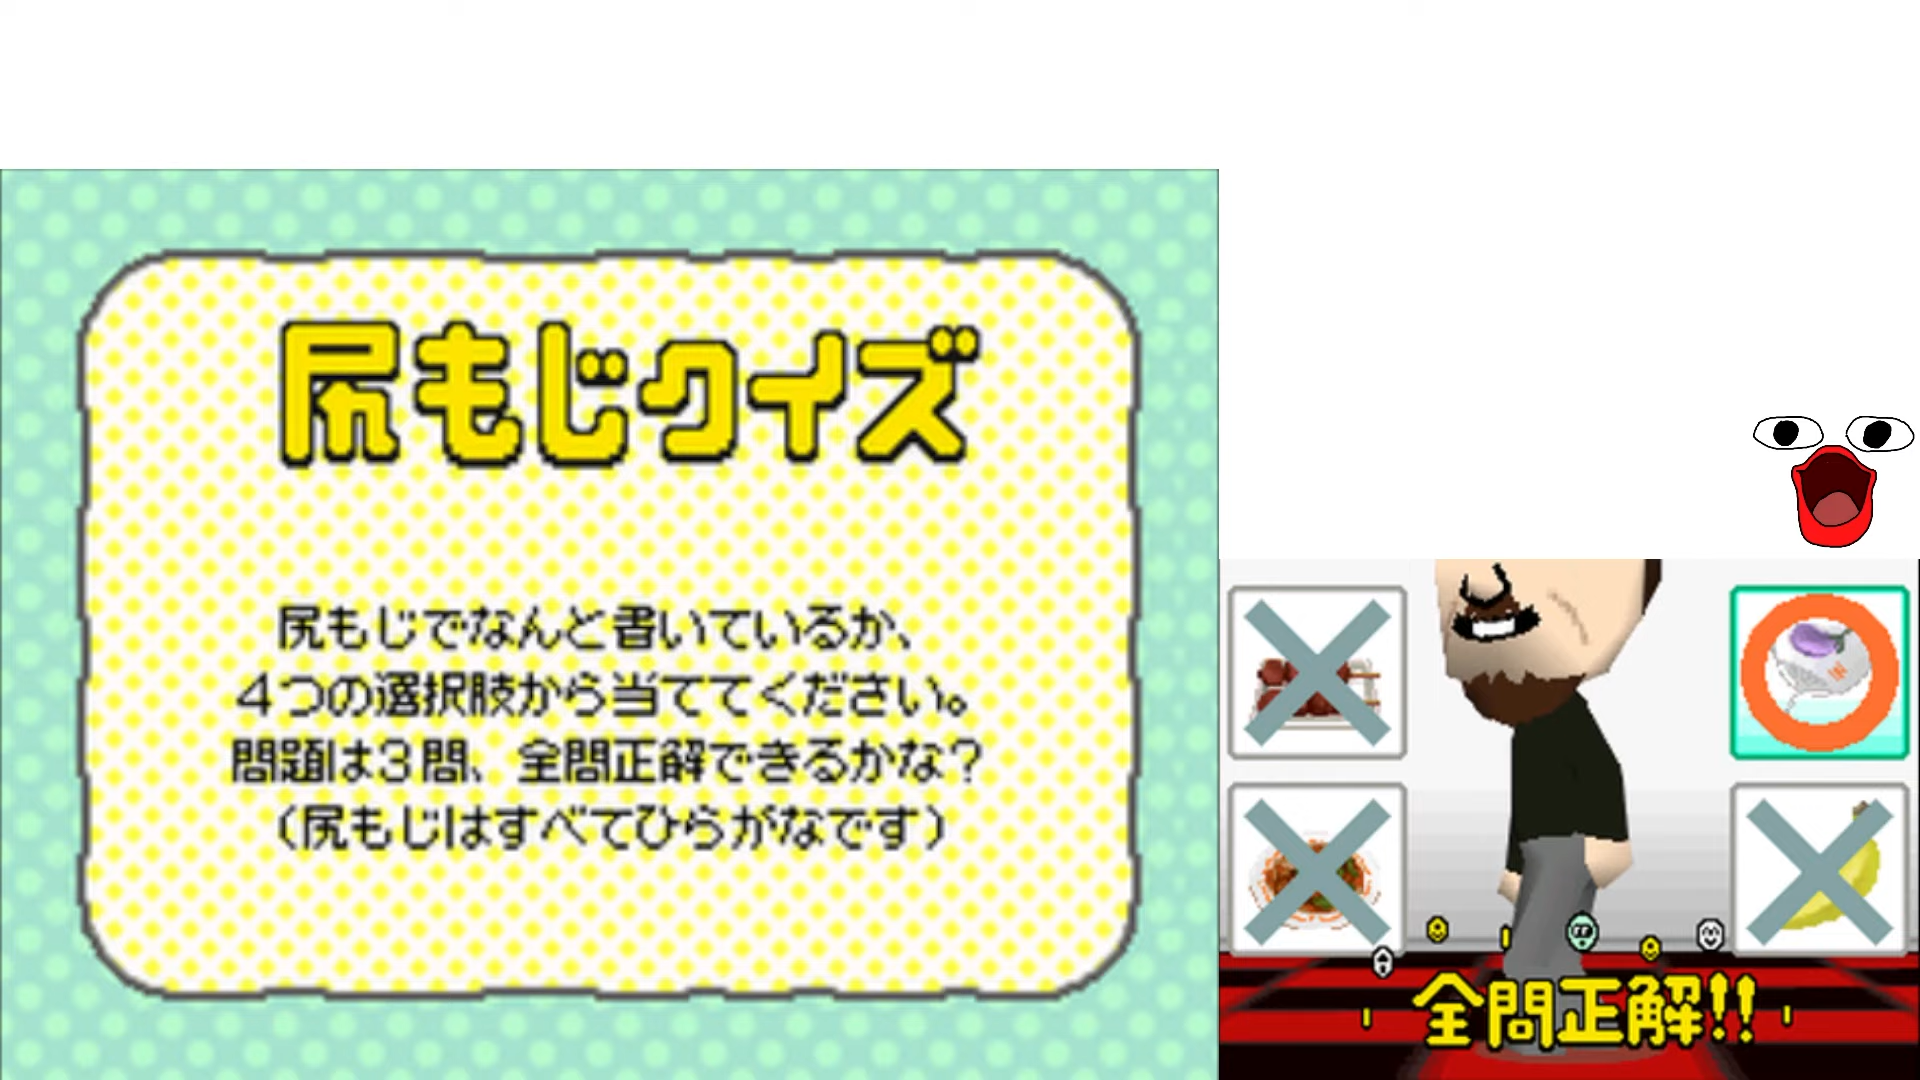 尻もじクイズ
尻もじでなんと書いているか、
4つの選択肢から当ててください。
問題は3問、全問正解できるかな？
（尻もじはすべてひらがなです）
全問正解!!